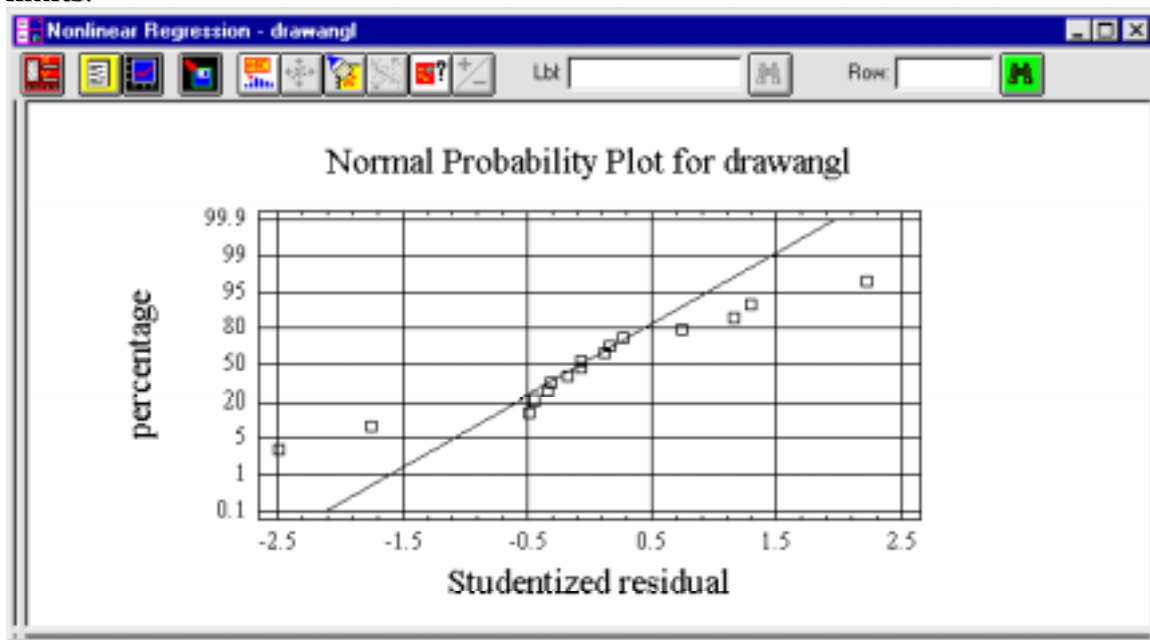 Nonlinear Regression - drawangl
Lbl: Row:
Normal Probability Plot for drawangl
99.9
99
95
80
50
20
5
1
0.1
percentage
-2.5 -1.5 -0.5 0.5 1.5 2.5
Studentized residual